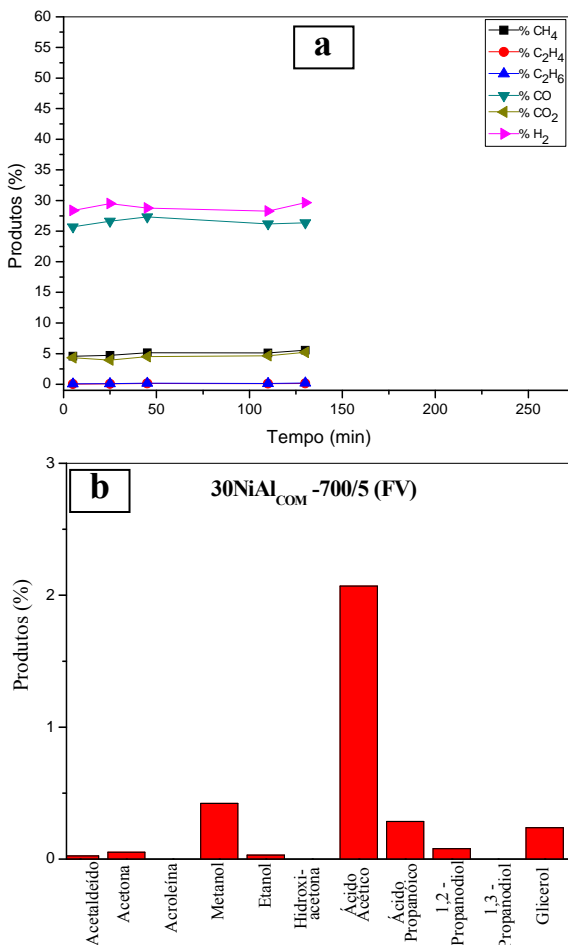 a
% CH4
% C2H4
% C2H6
% CO
% CO2
% H2
60
55
50
45
40
35
30
25
20
15
10
5
0
Produtos (%)
0 50 100 150 200 250
Tempo (min)
b
30NiAlCOM -700/5 (FV)
3
2
1
0
Produtos (%)
Acetaldeído
Acetona
Acroleína
Metanol
Etanol
Hidroxi-
acetona
Ácido
Acético
Ácido
Propanóico
1,2 -
Propanodiol
1,3 -
Propanodiol
Glicerol